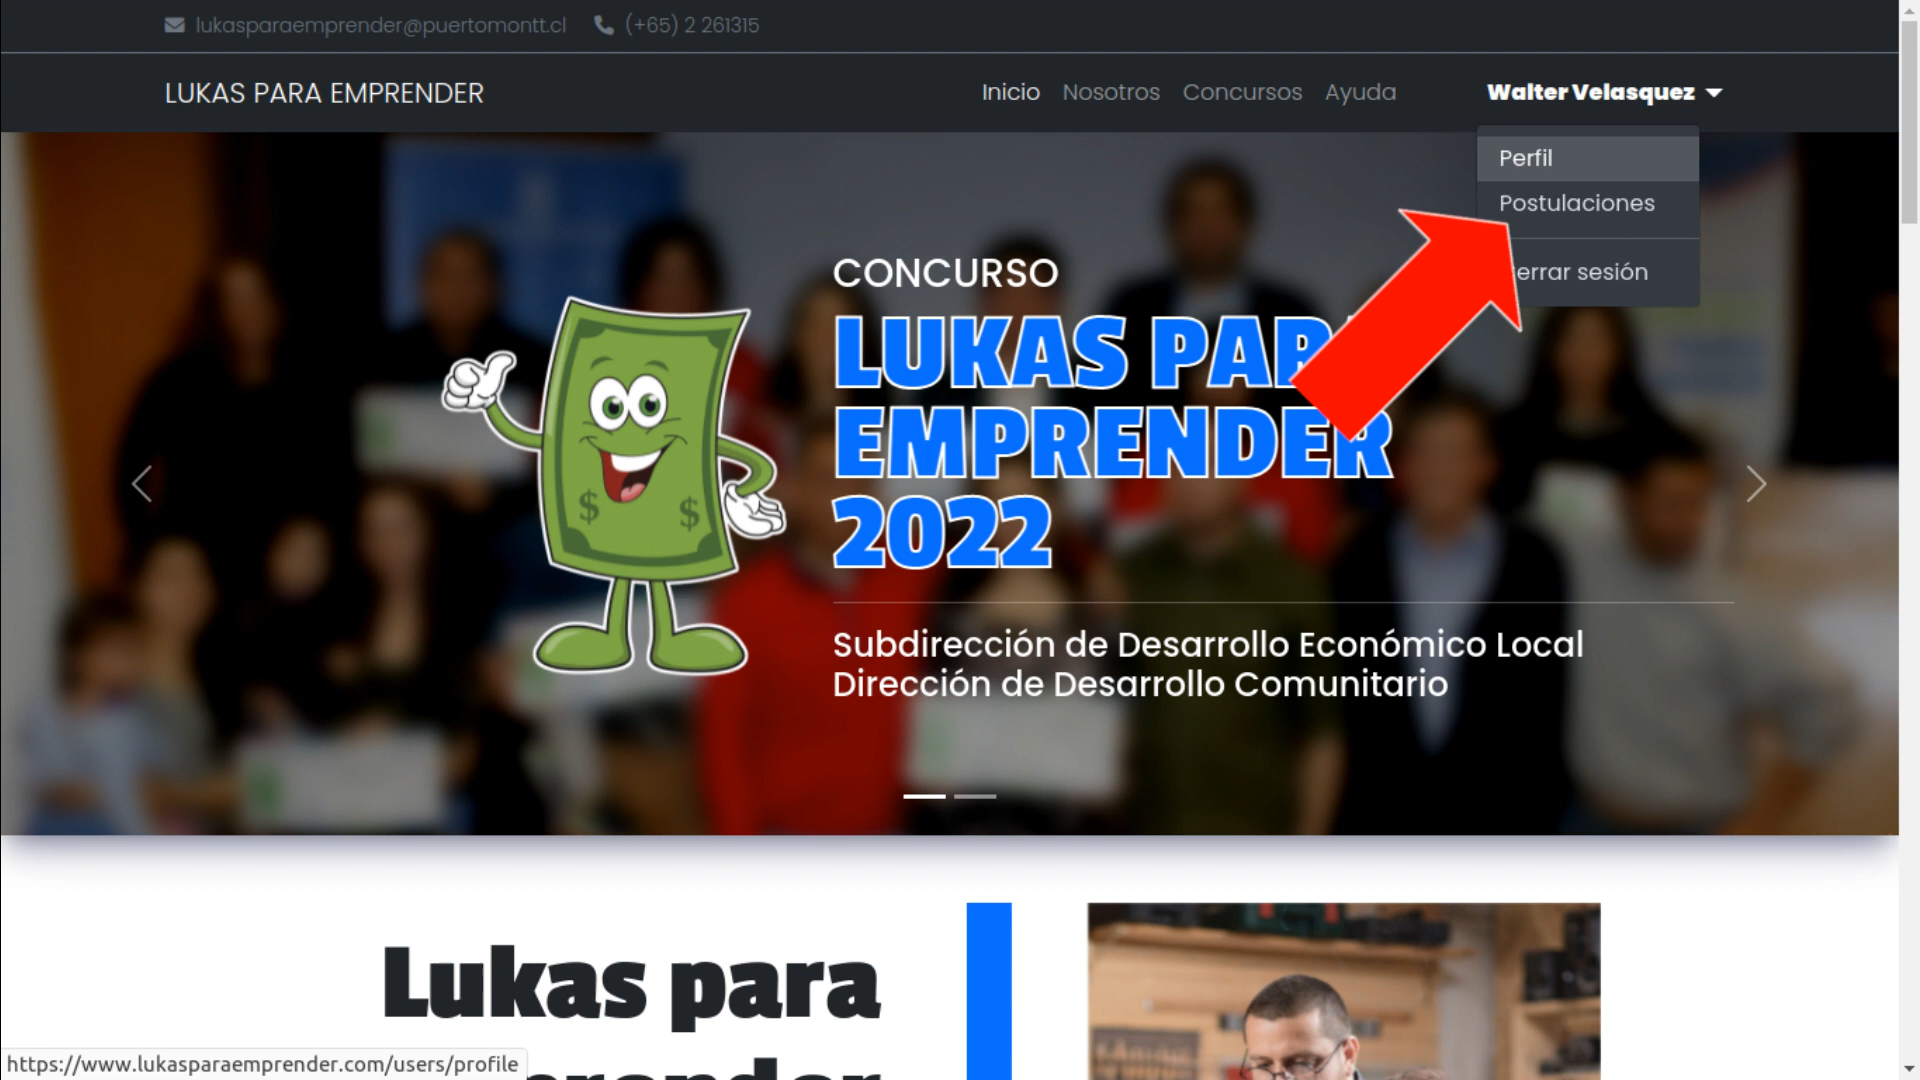 lukasparaemprender@puertomontt.cl (+65) 2 261315
LUKAS PARA EMPRENDER
Inicio Nosotros Concursos Ayuda Walter Velasquez
Perfil
Postulaciones
errar sesión
CONCURSO
LUKAS PAR
EMPRENDER
2022
Subdirección de Desarrollo Económico Local
Dirección de Desarrollo Comunitario
$ $
Lukas para
https://www.lukasparaemprender.com/users/profile